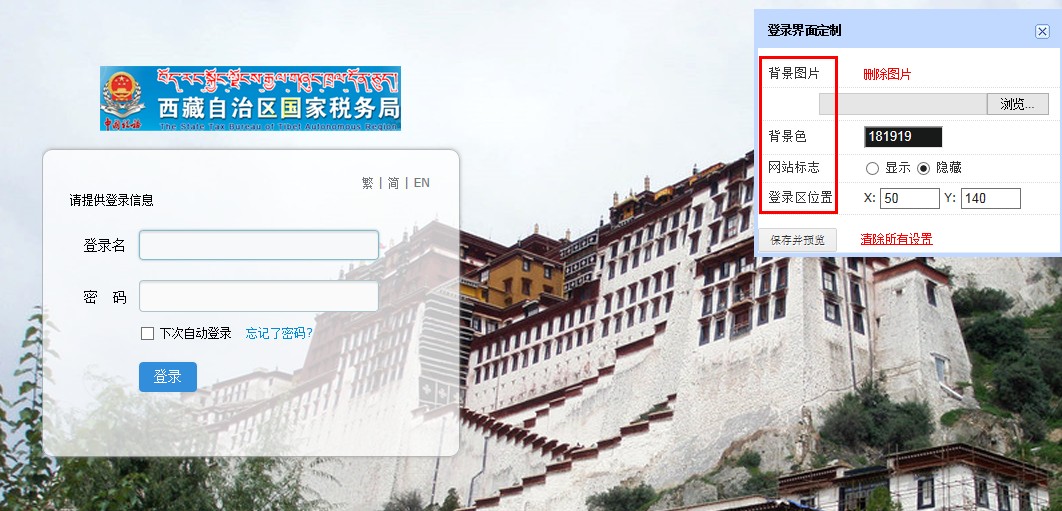 西藏自治区国家税务局
The State Tax Bureau of Tibet Autonomous Region
中国税务
繁 | 简 | EN
请提供登录信息
登录名
密 码
下次自动登录 忘记了密码?
登录
登录界面定制
背景图片 删除图片
浏览...
背景色 181919
网站标志 显示 隐藏
登录区位置 X: 50 Y: 140
保存并预览 清除所有设置